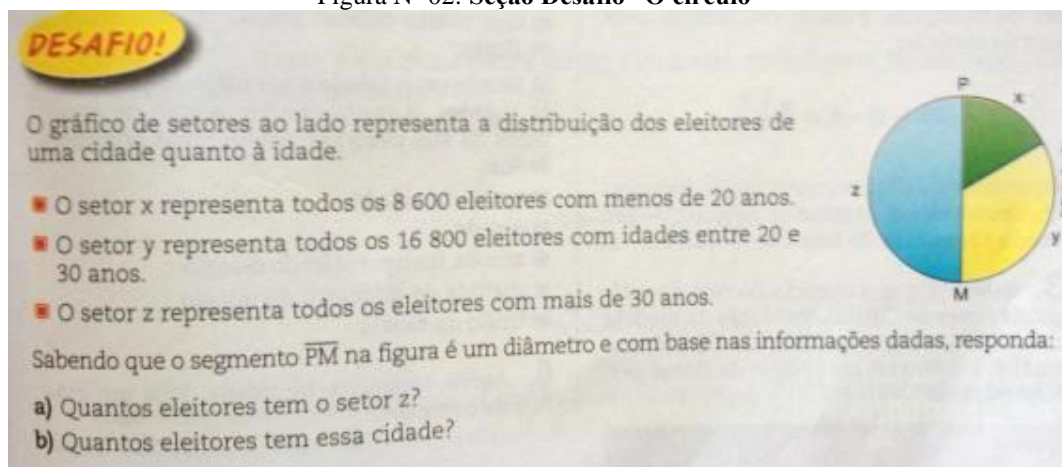 Figura Nº 02: Seção Desafio "O círculo"
DESAFIO!
O gráfico de setores ao lado representa a distribuição dos eleitores de
uma cidade quanto à idade.
O setor x representa todos os 8 600 eleitores com menos de 20 anos.
O setor y representa todos os 16 800 eleitores com idades entre 20 e
30 anos.
O setor z representa todos os eleitores com mais de 30 anos.
Sabendo que o segmento PM na figura é um diâmetro e com base nas informações dadas, responda:
a) Quantos eleitores tem o setor z?
b) Quantos eleitores tem essa cidade?
P
x
z
y
M